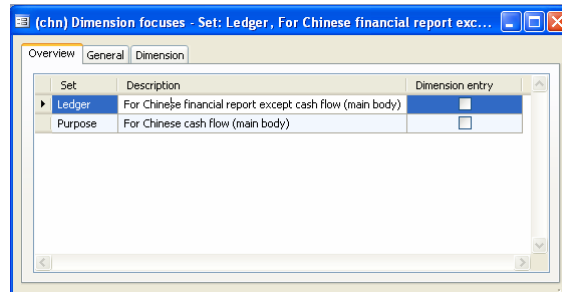 (chn) Dimension focuses - Set: Ledger, For Chinese financial report exc...
Overview General Dimension
Set Description Dimension entry
Ledger For Chinese financial report except cash flow (main body)
Purpose For Chinese cash flow (main body)